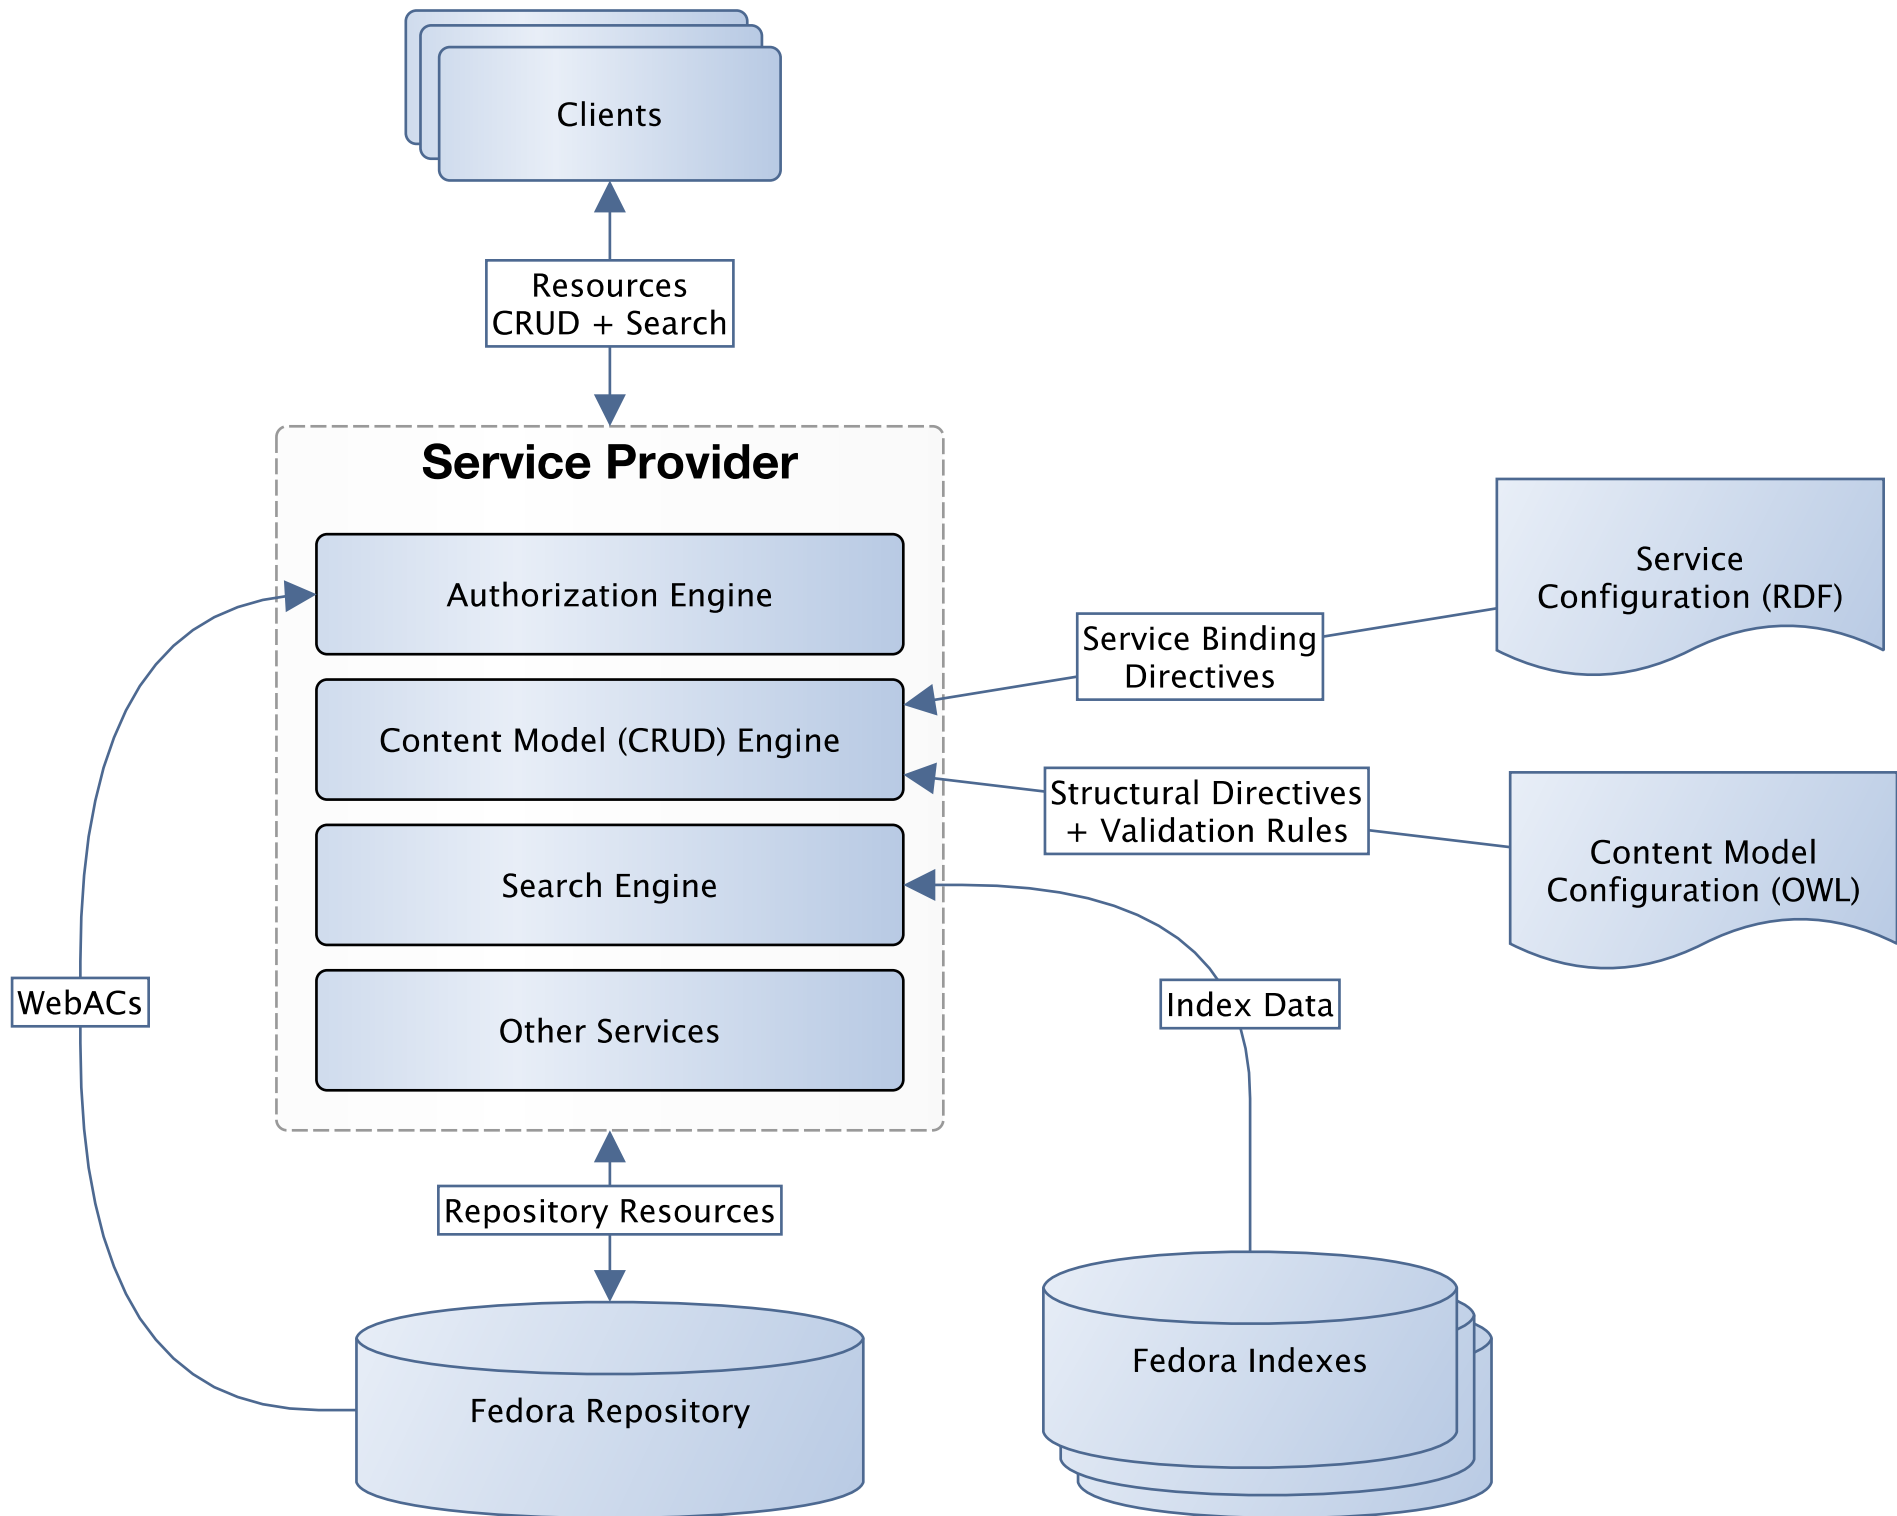 Clients
Resources
CRUD + Search
Service Provider
Authorization Engine
Content Model (CRUD) Engine
Search Engine
Other Services
Service Binding
Directives
Service
Configuration (RDF)
Structural Directives
+ Validation Rules
Content Model
Configuration (OWL)
WebACs
Index Data
Repository Resources
Fedora Repository
Fedora Indexes